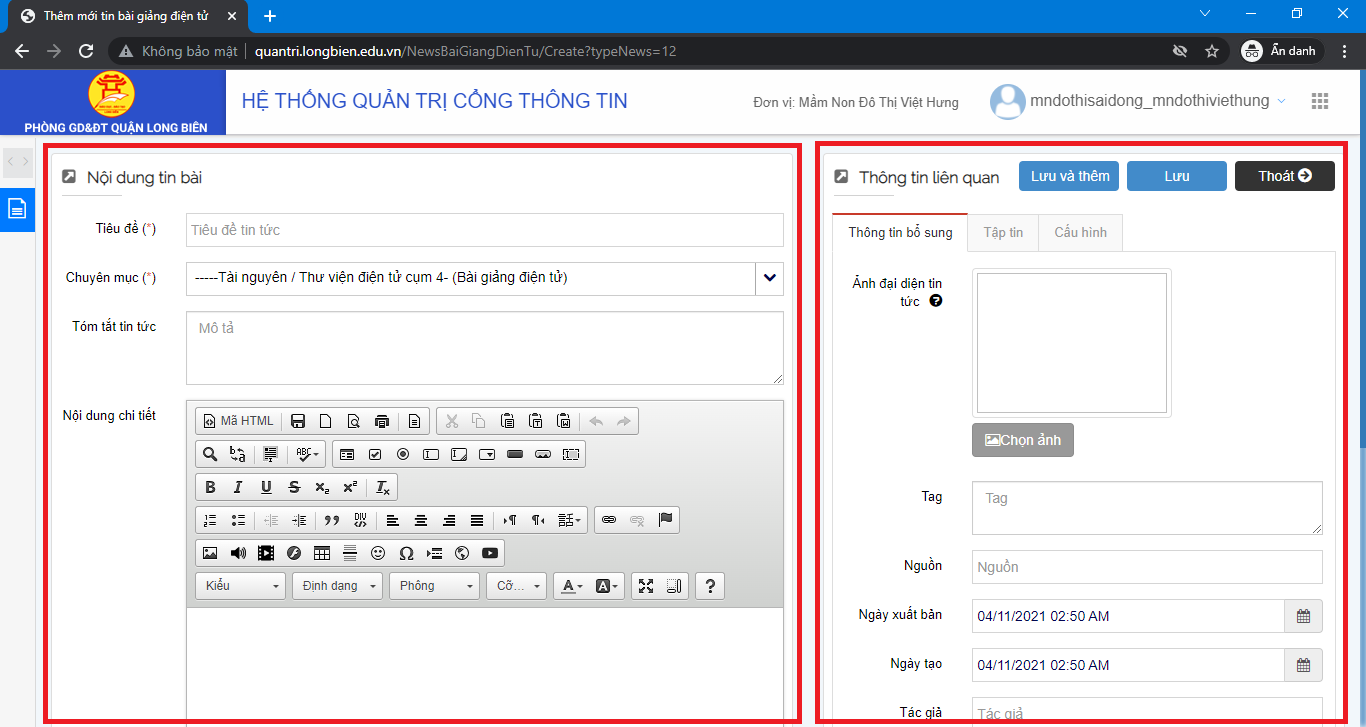 Thêm mới tin bài giảng điện tử
Không bảo mật
quantri.longbien.edu.vn/NewsBaiGiangDienTu/Create?typeNews=12
Ẩn danh
PHÒNG GD&ĐT QUẬN LONG BIÊN
HỆ THỐNG QUẢN TRỊ CỔNG THÔNG TIN
Đơn vị: Mầm Non Đô Thị Việt Hưng
mndothisaidong_mndothiviethung
Nội dung tin bài
Tiêu đề (*)
Tiêu đề tin tức
Chuyên mục (*)
-----Tài nguyên / Thư viện điện tử cụm 4- (Bài giảng điện tử)
Tóm tắt tin tức
Mô tả
Nội dung chi tiết
Mã HTML
ABC
B I U S x₂ x² Tx
DIV
Kiểu
Định dạng
Phông
Cỡ...
A
A
?
Thông tin liên quan
Lưu và thêm
Lưu
Thoát
Thông tin bổ sung
Tập tin
Cấu hình
Ảnh đại diện tin
tức
Chọn ảnh
Tag
Tag
Nguồn
Nguồn
Ngày xuất bản
04/11/2021 02:50 AM
Ngày tạo
04/11/2021 02:50 AM
Tác giả
Tác giả